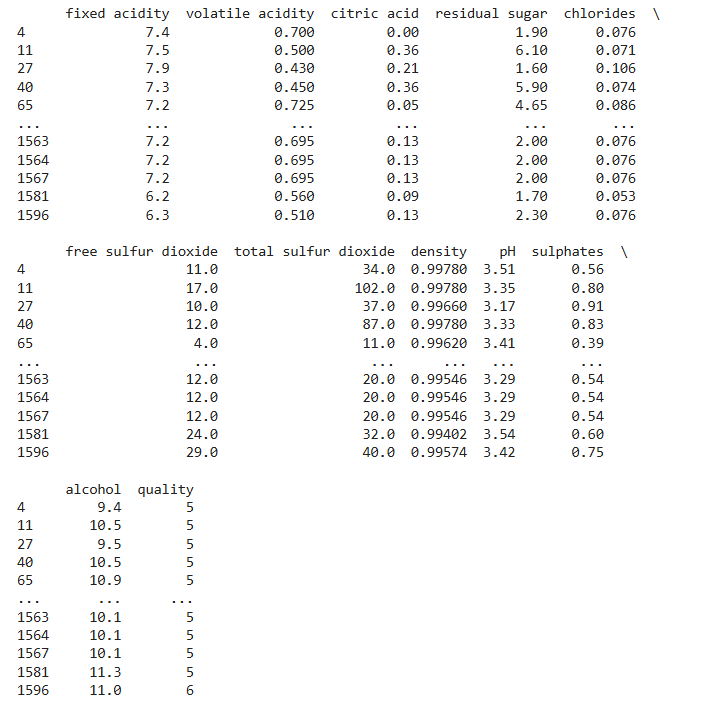 fixed acidity  volatile acidity  citric acid  residual sugar  chlorides  \
4               7.4             0.700         0.00            1.90      0.076
11              7.5             0.500         0.36            6.10      0.071
27              7.9             0.430         0.21            1.60      0.106
40              7.3             0.450         0.36            5.90      0.074
65              7.2             0.725         0.05            4.65      0.086
...             ...               ...          ...             ...        ...
1563            7.2             0.695         0.13            2.00      0.076
1564            7.2             0.695         0.13            2.00      0.076
1567            7.2             0.695         0.13            2.00      0.076
1581            6.2             0.560         0.09            1.70      0.053
1596            6.3             0.510         0.13            2.30      0.076

      free sulfur dioxide  total sulfur dioxide  density    pH  sulphates  \
4                    11.0                  34.0  0.99780  3.51       0.56
11                   17.0                 102.0  0.99780  3.35       0.80
27                   10.0                  37.0  0.99660  3.17       0.91
40                   12.0                  87.0  0.99780  3.33       0.83
65                    4.0                  11.0  0.99620  3.41       0.39
...                   ...                   ...      ...   ...        ...
1563                 12.0                  20.0  0.99546  3.29       0.54
1564                 12.0                  20.0  0.99546  3.29       0.54
1567                 12.0                  20.0  0.99546  3.29       0.54
1581                 24.0                  32.0  0.99402  3.54       0.60
1596                 29.0                  40.0  0.99574  3.42       0.75

      alcohol  quality
4         9.4        5
11       10.5        5
27        9.5        5
40       10.5        5
65       10.9        5
...       ...      ...
1563     10.1        5
1564     10.1        5
1567     10.1        5
1581     11.3        5
1596     11.0        6